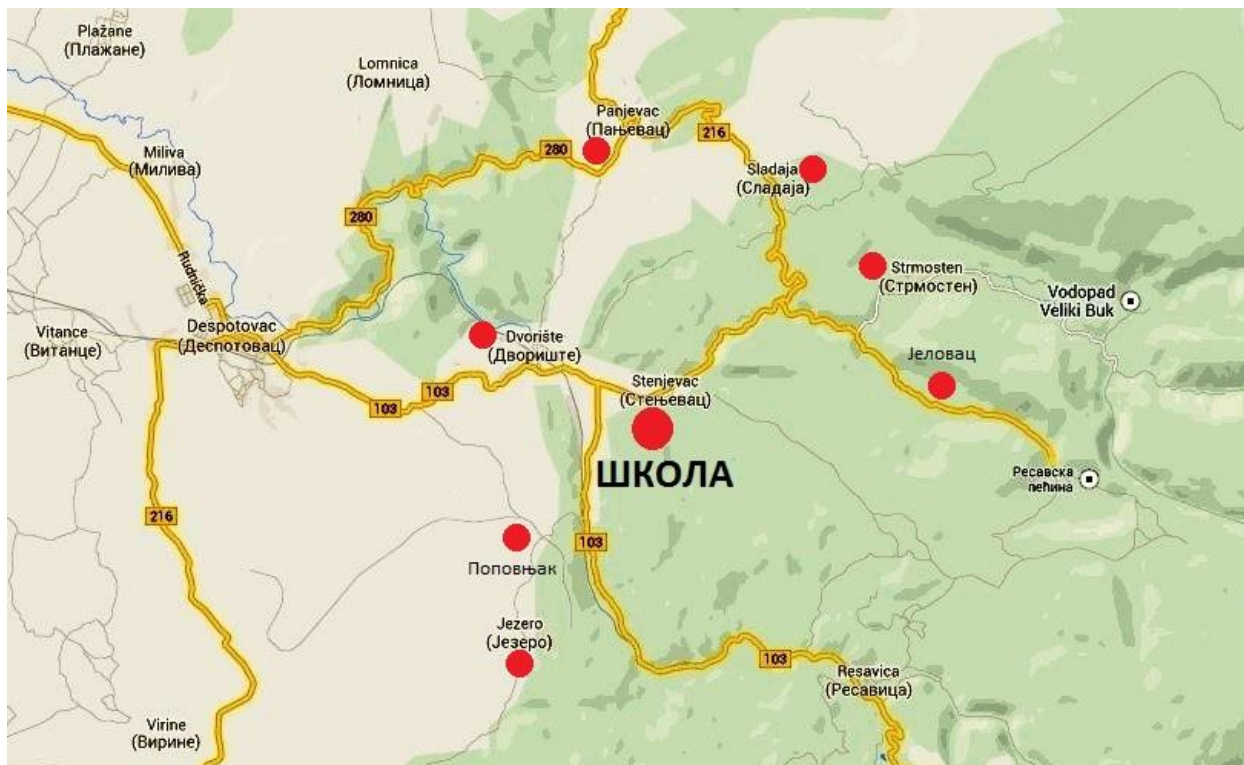 Plažane
(Плажане)
Lomnica
(Ломница)
Panjevac
(Пањевац)
216
280
Miliva
(Милива)
Sladaja
(Сладаја)
280
Rudnička
Strmosten
(Стрмостен)
Vodopad
Veliki Buk
Vitance
(Витанце)
Despotovac
(Деспотовац)
Dvorište
(Двориште)
Јеловац
Stenjevac
(Стењевац)
103
103
ШКОЛА
Ресавска
пећина
216
103
Поповњак
Jezero
(Језеро)
103
Resavica
(Ресавица)
Virine
(Вирине)